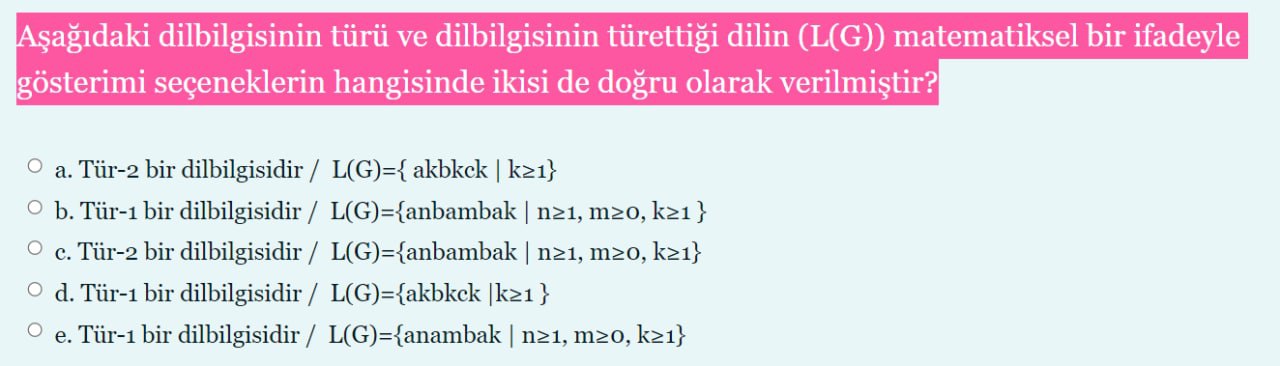 Aşağıdaki dilbilgisinin türü ve dilbilgisinin türettiği dilin (L(G)) matematiksel bir ifadeyle
gösterimi seçeneklerin hangisinde ikisi de doğru olarak verilmiştir?
a. Tür-2 bir dilbilgisidir / L(G)={ akbkck | k≥1}
b. Tür-1 bir dilbilgisidir / L(G)={anbambak | n≥1, m≥0, k≥1 }
c. Tür-2 bir dilbilgisidir / L(G)={anbambak | n≥1, m≥0, k≥1}
d. Tür-1 bir dilbilgisidir / L(G)={akbkck |k≥1 }
e. Tür-1 bir dilbilgisidir / L(G)={anambak | n≥1, m≥0, k≥1}